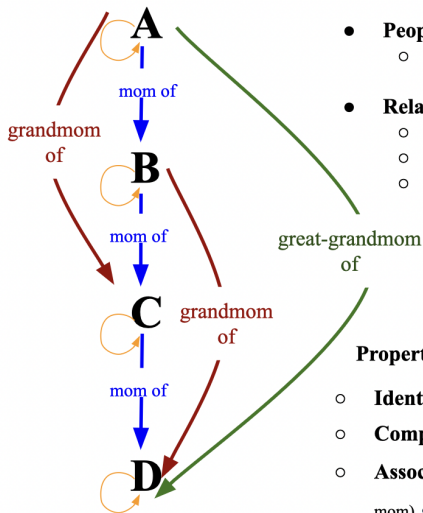 A
Peop
mom of
Rela
grandmom
of
B
mom of
great-grandmom
of
C
grandmom
of
Propert
mom of
Ident
Comp
D
Assoc
mom)